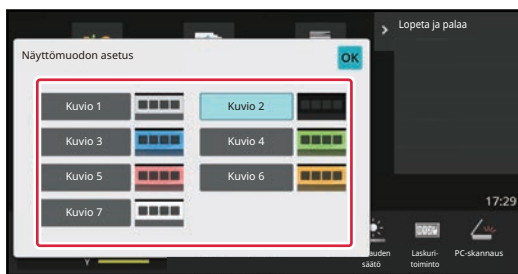 Lopeta ja palaa
Näyttömuodon asetus
OK
Kuvio 1
Kuvio 2
Kuvio 3
Kuvio 4
Kuvio 5
Kuvio 6
Kuvio 7
17:29
Y
säätö
Laskuri-
toiminto
PC-skannaus